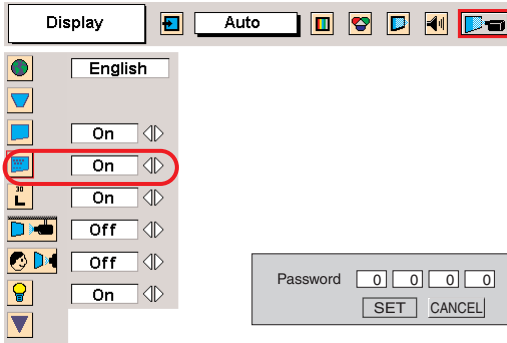 Display Auto
English
On
On
30
L On
Off
Off
On
Password 0 0 0 0
SET CANCEL